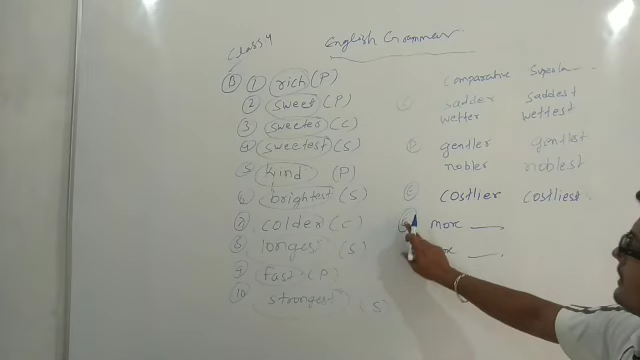 Class 4
English Grammar
B 1 rich (P)
2 sweet (P)
3 sweeter (C)
4 sweetest (S)
5 kind (P)
6 brightest (S)
7 colder (C)
8 longest (S)
9 fast (P)
10 strongest (S)
Comparative Superla
sadder saddest
wetter wettest
D gentler gentlest
nobler noblest
E costlier costliest
more